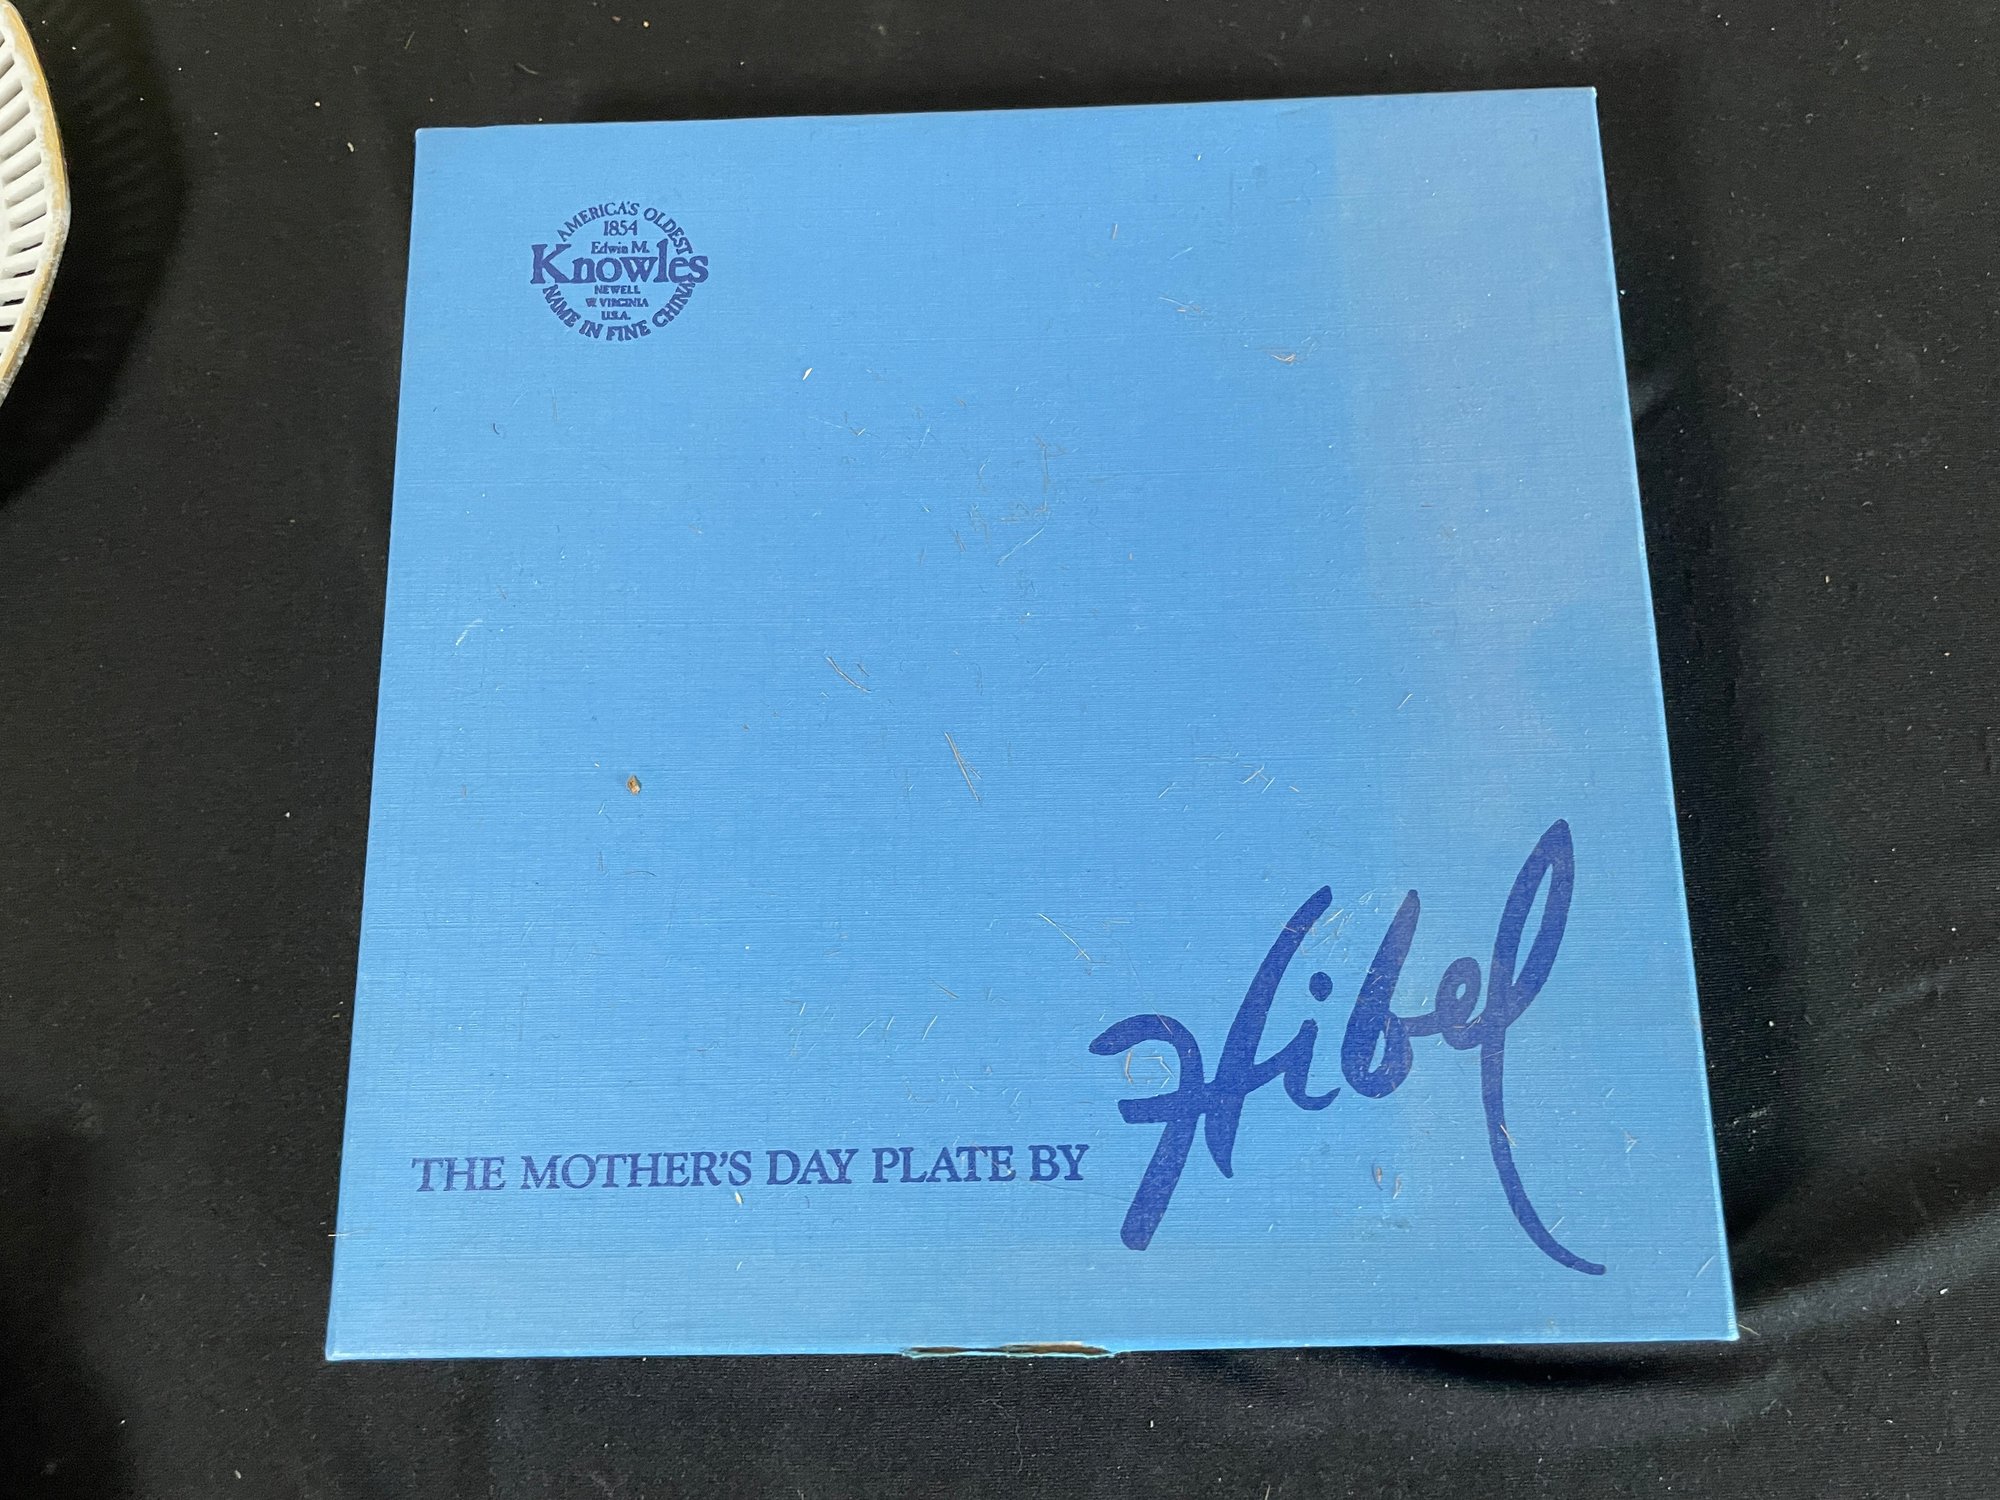 AMERICA'S OLDEST
1854
Edwin M.
Knowles
NEWELL
W. VIRGINIA
U.S.A.
NAME IN FINE CHINA
THE MOTHER'S DAY PLATE BY Hibel